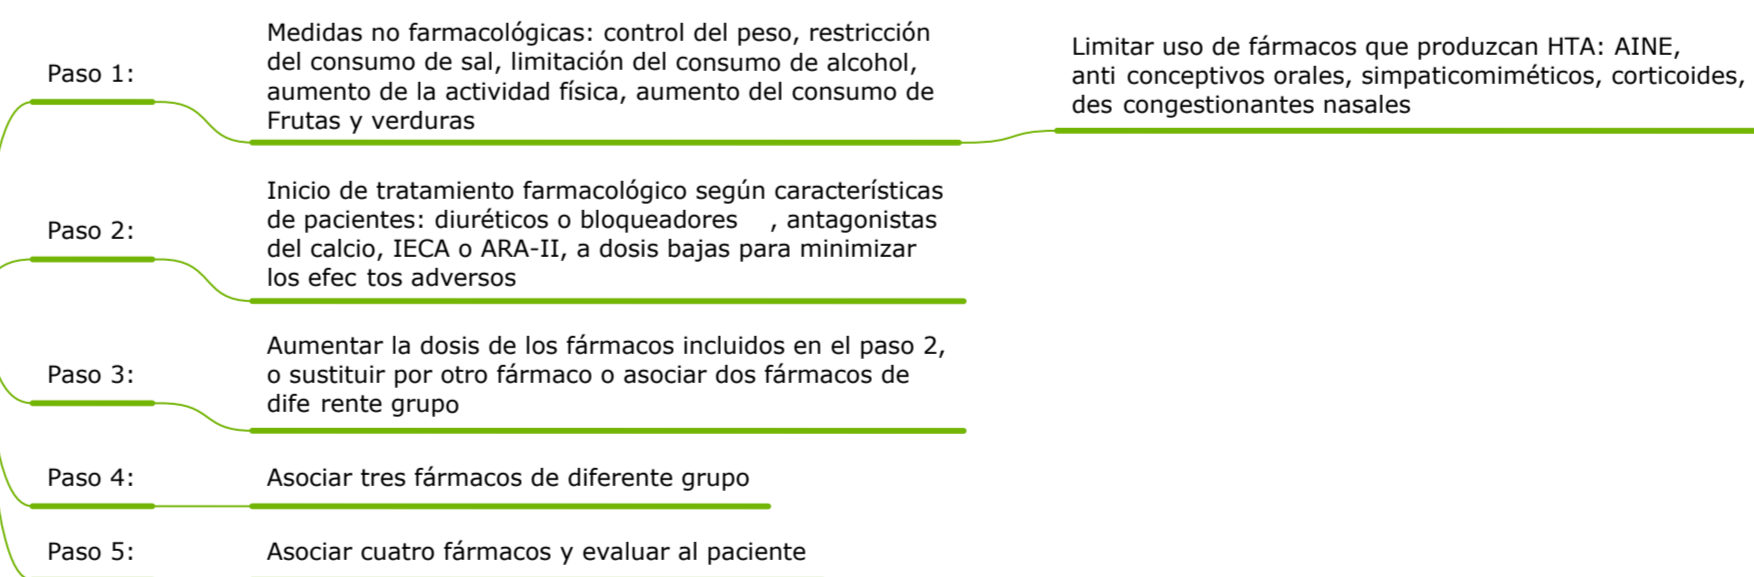 Paso 1:
Medidas no farmacológicas: control del peso, restricción
del consumo de sal, limitación del consumo de alcohol,
aumento de la actividad física, aumento del consumo de
Frutas y verduras
Limitar uso de fármacos que produzcan HTA: AINE,
anti conceptivos orales, simpaticomiméticos, corticoides,
des congestionantes nasales
Paso 2:
Inicio de tratamiento farmacológico según características
de pacientes: diuréticos o bloqueadores , antagonistas
del calcio, IECA o ARA-II, a dosis bajas para minimizar
los efec tos adversos
Paso 3:
Aumentar la dosis de los fármacos incluidos en el paso 2,
o sustituir por otro fármaco o asociar dos fármacos de
dife rente grupo
Paso 4:
Asociar tres fármacos de diferente grupo
Paso 5:
Asociar cuatro fármacos y evaluar al paciente